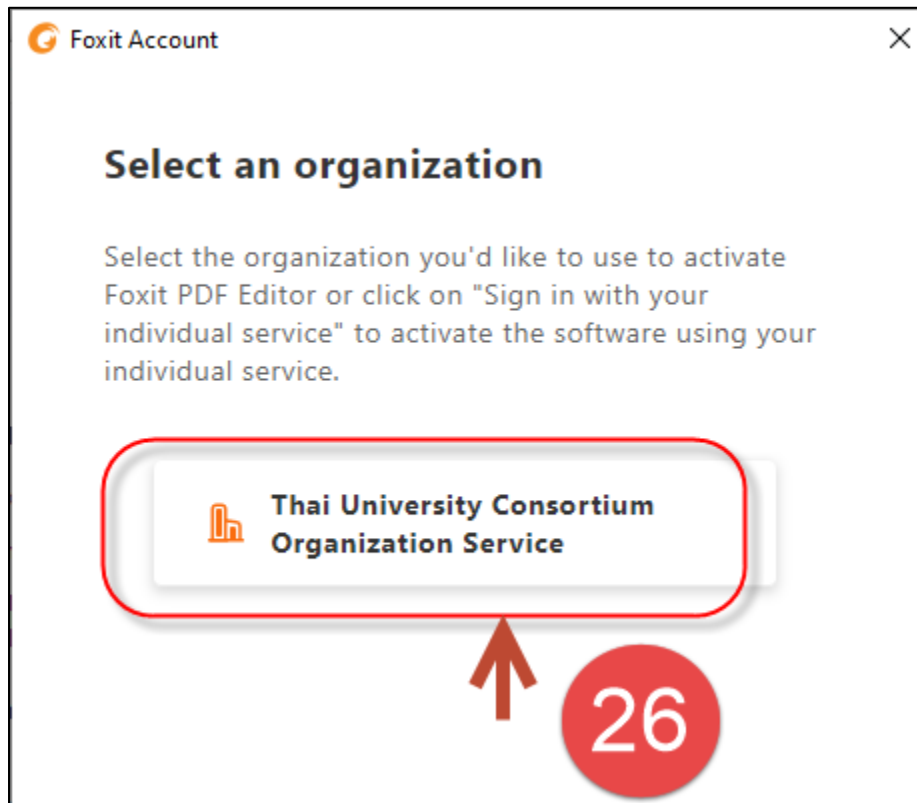 Foxit Account
Select an organization
Select the organization you'd like to use to activate
Foxit PDF Editor or click on "Sign in with your
individual service" to activate the software using your
individual service.
Thai University Consortium
Organization Service
26